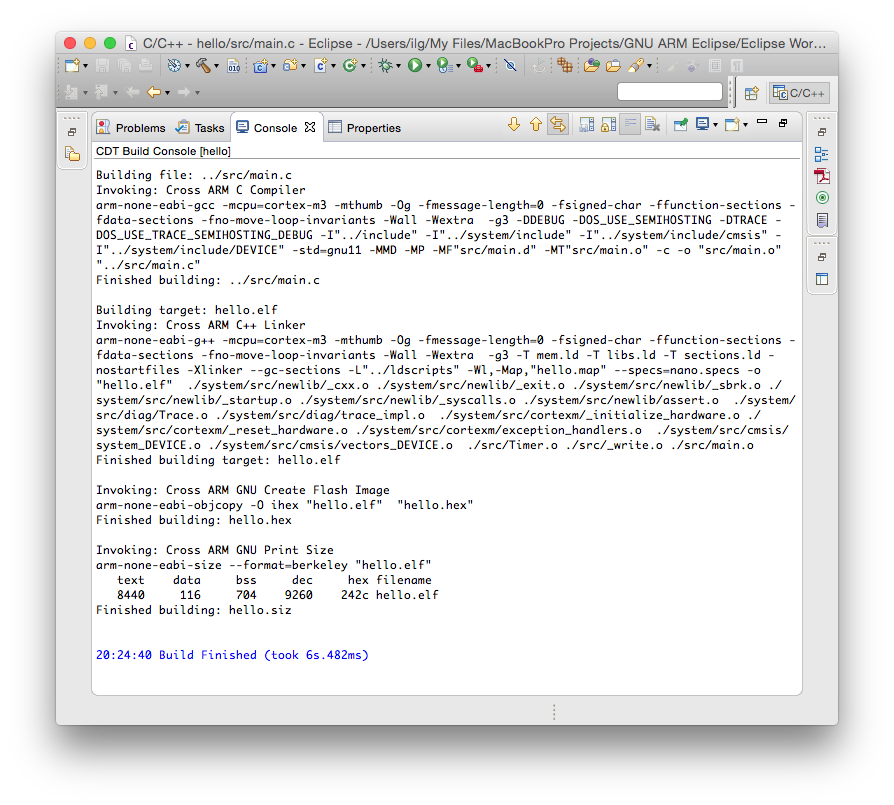 C/C++ - hello/src/main.c - Eclipse - /Users/ilg/My Files/MacBookPro Projects/GNU ARM Eclipse/Eclipse Wor...
010
C/C++
Problems Tasks Console Properties
CDT Build Console [hello]
Building file: ../src/main.c
Invoking: Cross ARM C Compiler
arm-none-eabi-gcc -mcpu=cortex-m3 -mthumb -Og -fmessage-length=0 -fsigned-char -ffunction-sections -
fdata-sections -fno-move-loop-invariants -Wall -Wextra  -g3 -DDEBUG -DOS_USE_SEMIHOSTING -DTRACE -
DOS_USE_TRACE_SEMIHOSTING_DEBUG -I"../include" -I"../system/include" -I"../system/include/cmsis" -
I"../system/include/DEVICE" -std=gnu11 -MMD -MP -MF"src/main.d" -MT"src/main.o" -c -o "src/main.o"
"../src/main.c"
Finished building: ../src/main.c
Building target: hello.elf
Invoking: Cross ARM C++ Linker
arm-none-eabi-g++ -mcpu=cortex-m3 -mthumb -Og -fmessage-length=0 -fsigned-char -ffunction-sections -
fdata-sections -fno-move-loop-invariants -Wall -Wextra  -g3 -T mem.ld -T libs.ld -T sections.ld -
nostartfiles -Xlinker --gc-sections -L"../ldscripts" -Wl,-Map,"hello.map" --specs=nano.specs -o
"hello.elf"  ./system/src/newlib/_cxx.o ./system/src/newlib/_exit.o ./system/src/newlib/_sbrk.o ./
system/src/newlib/_startup.o ./system/src/newlib/_syscalls.o ./system/src/newlib/assert.o  ./system/
src/diag/Trace.o ./system/src/diag/trace_impl.o  ./system/src/cortexm/_initialize_hardware.o ./
system/src/cortexm/_reset_hardware.o ./system/src/cortexm/exception_handlers.o  ./system/src/cmsis/
system_DEVICE.o ./system/src/cmsis/vectors_DEVICE.o  ./src/Timer.o ./src/_write.o ./src/main.o
Finished building target: hello.elf
Invoking: Cross ARM GNU Create Flash Image
arm-none-eabi-objcopy -O ihex "hello.elf"  "hello.hex"
Finished building: hello.hex
Invoking: Cross ARM GNU Print Size
arm-none-eabi-size --format=berkeley "hello.elf"
text data bss dec hex filename
8440 116 704 9260 242c hello.elf
Finished building: hello.siz
20:24:40 Build Finished (took 6s.482ms)